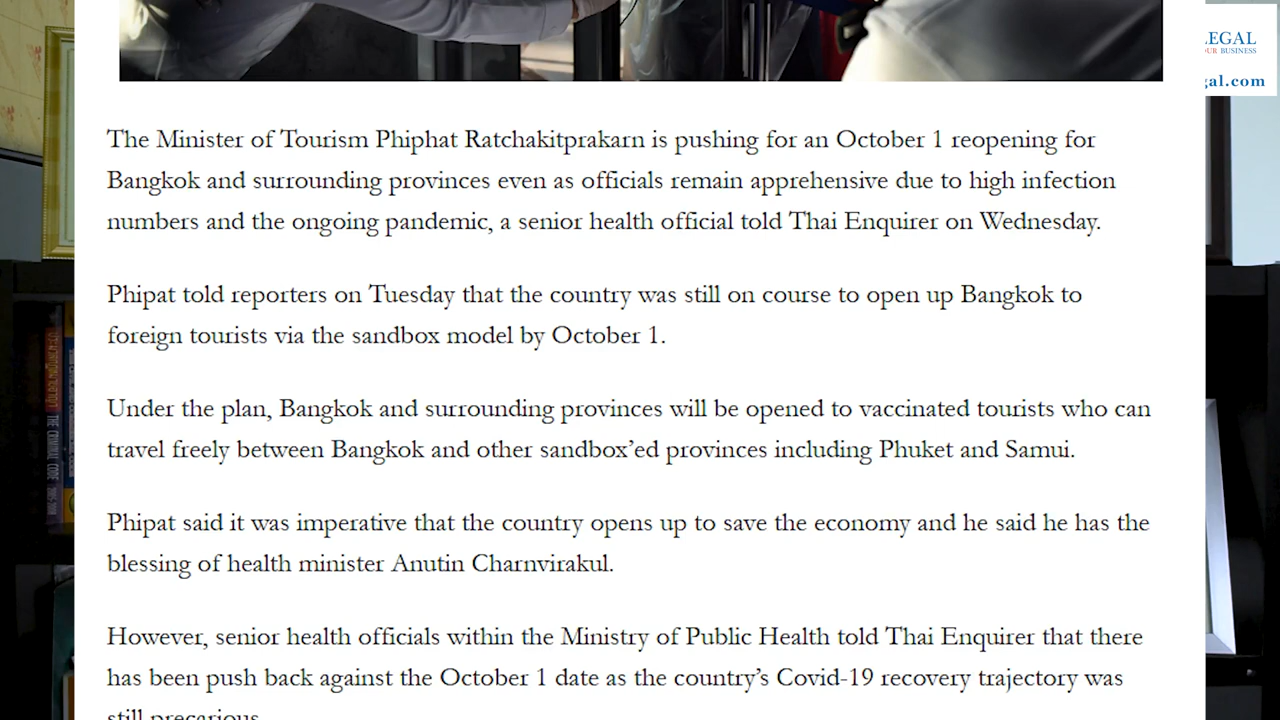 EGAL
OUR BUSINESS
gal.com
The Minister of Tourism Phiphat Ratchakitprakarn is pushing for an October 1 reopening for
Bangkok and surrounding provinces even as officials remain apprehensive due to high infection
numbers and the ongoing pandemic, a senior health official told Thai Enquirer on Wednesday.
Phipat told reporters on Tuesday that the country was still on course to open up Bangkok to
foreign tourists via the sandbox model by October 1.
Under the plan, Bangkok and surrounding provinces will be opened to vaccinated tourists who can
travel freely between Bangkok and other sandbox’ed provinces including Phuket and Samui.
Phipat said it was imperative that the country opens up to save the economy and he said he has the
blessing of health minister Anutin Charnvirakul.
However, senior health officials within the Ministry of Public Health told Thai Enquirer that there
has been push back against the October 1 date as the country’s Covid-19 recovery trajectory was
still precarious.
THE CRIMINAL CODE